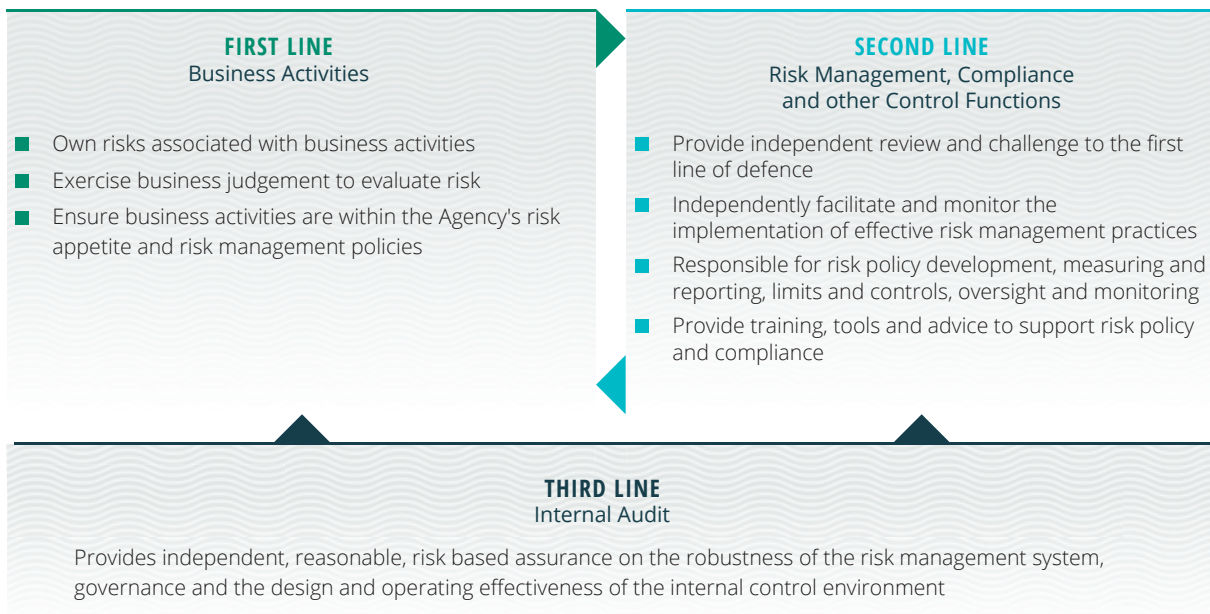 FIRST LINE
Business Activities
Own risks associated with business activities
Exercise business judgement to evaluate risk
Ensure business activities are within the Agency's risk
appetite and risk management policies
SECOND LINE
Risk Management, Compliance
and other Control Functions
Provide independent review and challenge to the first
line of defence
Independently facilitate and monitor the
implementation of effective risk management practices
Responsible for risk policy development, measuring and
reporting, limits and controls, oversight and monitoring
Provide training, tools and advice to support risk policy
and compliance
THIRD LINE
Internal Audit
Provides independent, reasonable, risk based assurance on the robustness of the risk management system,
governance and the design and operating effectiveness of the internal control environment